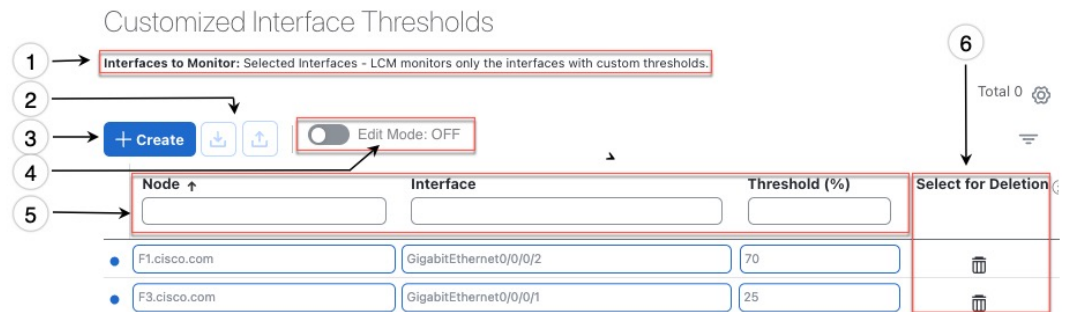 Customized Interface Thresholds
6
1
Interfaces to Monitor: Selected Interfaces - LCM monitors only the interfaces with custom thresholds.
2
Total 0
3
+ Create
Edit Mode: OFF
4
Node ↑ Interface Threshold (%) Select for Deletion
5
F1.cisco.com GigabitEthernet0/0/0/2 70
F3.cisco.com GigabitEthernet0/0/0/1 25